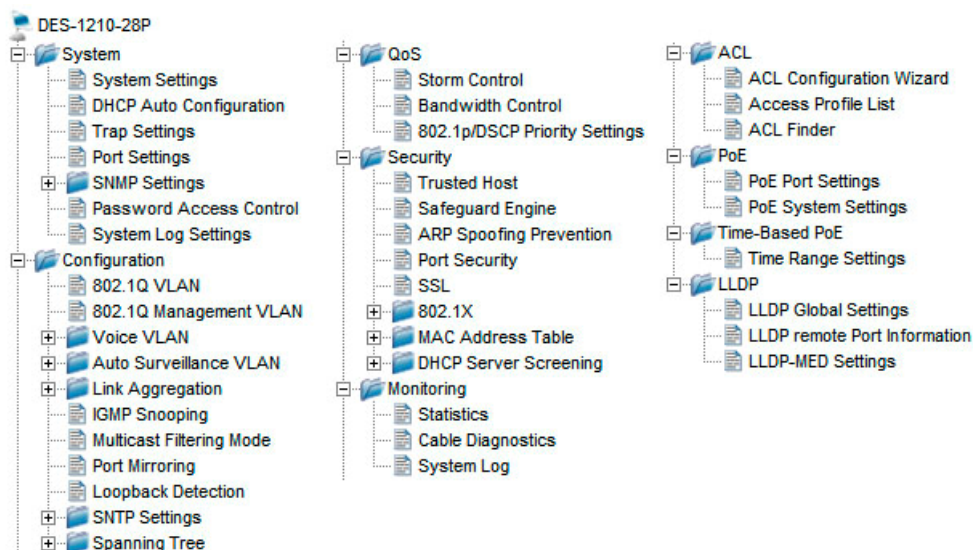 DES-1210-28P
System
System Settings
DHCP Auto Configuration
Trap Settings
Port Settings
SNMP Settings
Password Access Control
System Log Settings
Configuration
802.1Q VLAN
802.1Q Management VLAN
Voice VLAN
Auto Surveillance VLAN
Link Aggregation
IGMP Snooping
Multicast Filtering Mode
Port Mirroring
Loopback Detection
SNTP Settings
Spanning Tree
QoS
Storm Control
Bandwidth Control
802.1p/DSCP Priority Settings
Security
Trusted Host
Safeguard Engine
ARP Spoofing Prevention
Port Security
SSL
802.1X
MAC Address Table
DHCP Server Screening
Monitoring
Statistics
Cable Diagnostics
System Log
ACL
ACL Configuration Wizard
Access Profile List
ACL Finder
PoE
PoE Port Settings
PoE System Settings
Time-Based PoE
Time Range Settings
LLDP
LLDP Global Settings
LLDP remote Port Information
LLDP-MED Settings